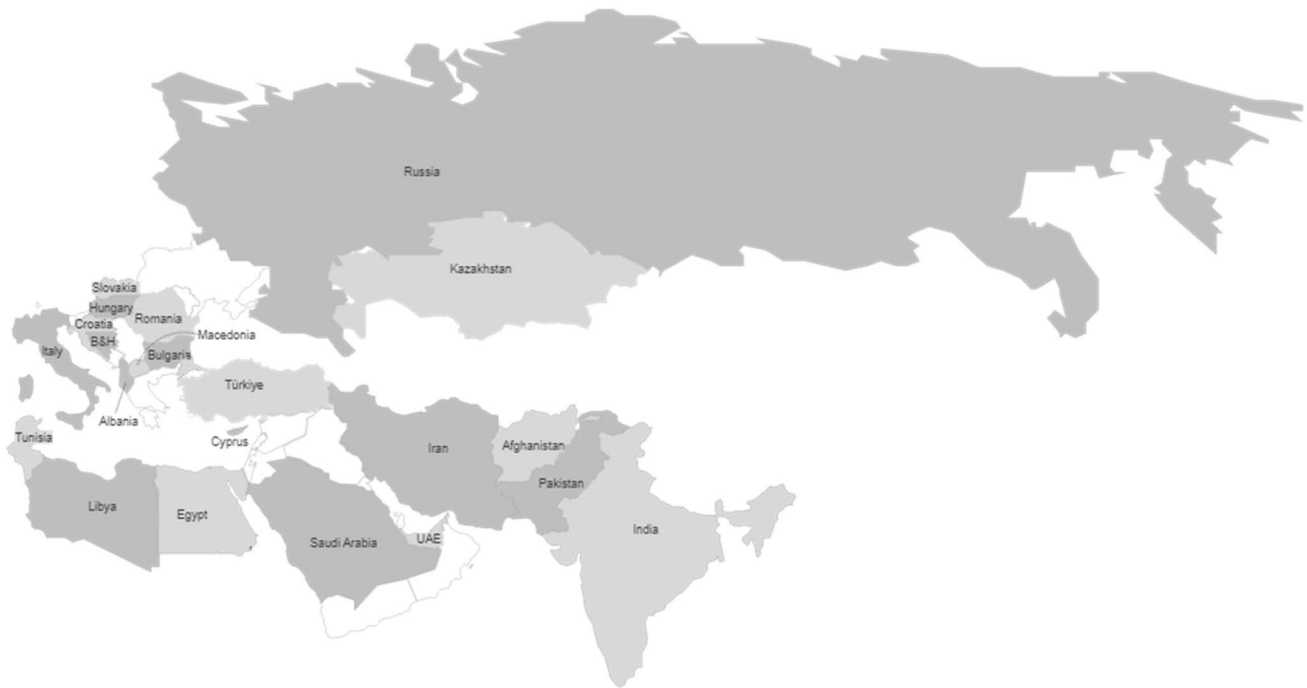 Russia
Kazakhstan
Slovakia
Hungary
Romania
Croatia
Macedonia
B&H
Italy
Bulgaria
Türkiye
Albania
Tunisia
Cyprus
Iran
Afghanistan
Pakistan
Libya
Egypt
India
Saudi Arabia
UAE